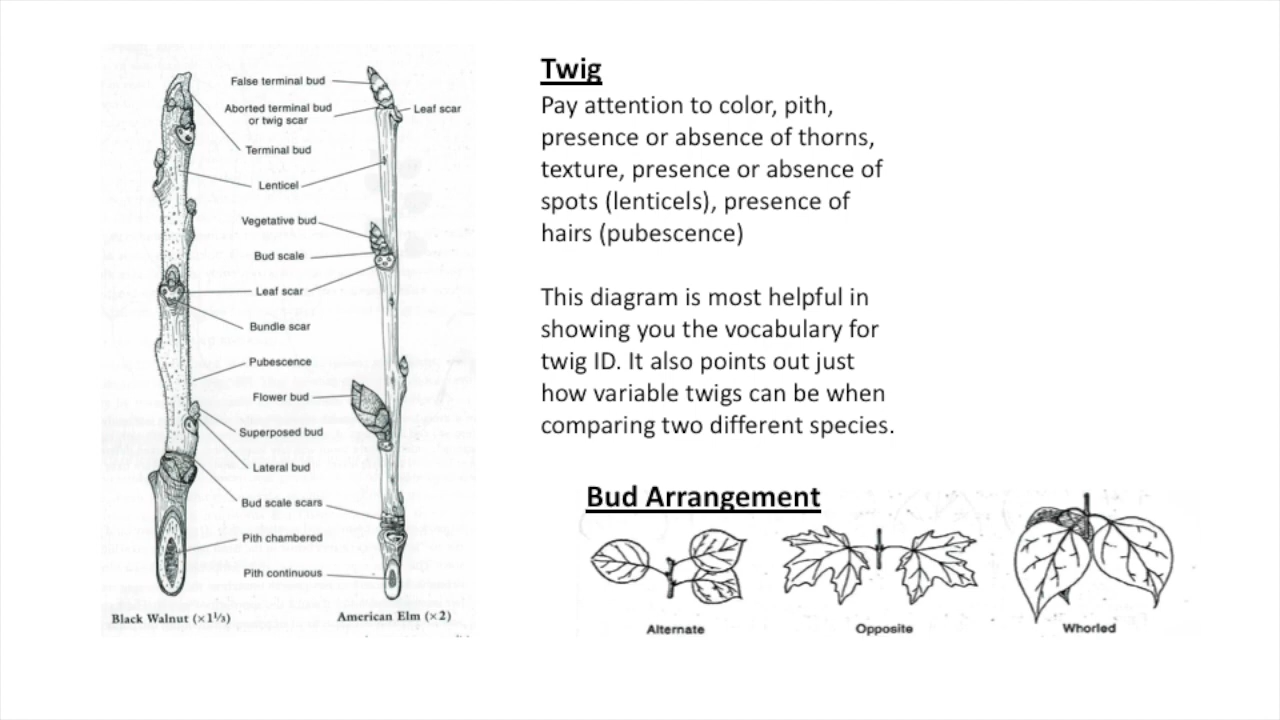 False terminal bud
Aborted terminal bud
or twig scar
Leaf scar
Terminal bud
Lenticel
Vegetative bud
Bud scale
Leaf scar
Bundle scar
Pubescence
Flower bud
Superposed bud
Lateral bud
Bud scale scars
Pith chambered
Pith continuous
Black Walnut (×1⅓)
American Elm (×2)
Twig
Pay attention to color, pith,
presence or absence of thorns,
texture, presence or absence of
spots (lenticels), presence of
hairs (pubescence)
This diagram is most helpful in
showing you the vocabulary for
twig ID. It also points out just
how variable twigs can be when
comparing two different species.
Bud Arrangement
Alternate
Opposite
Whorled